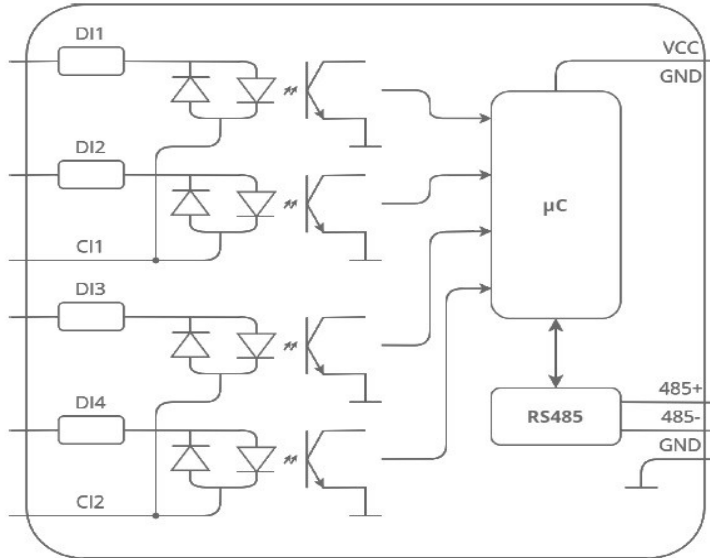 DI1
VCC
GND
DI2
μC
CI1
DI3
485+
DI4
RS485
485-
GND
CI2